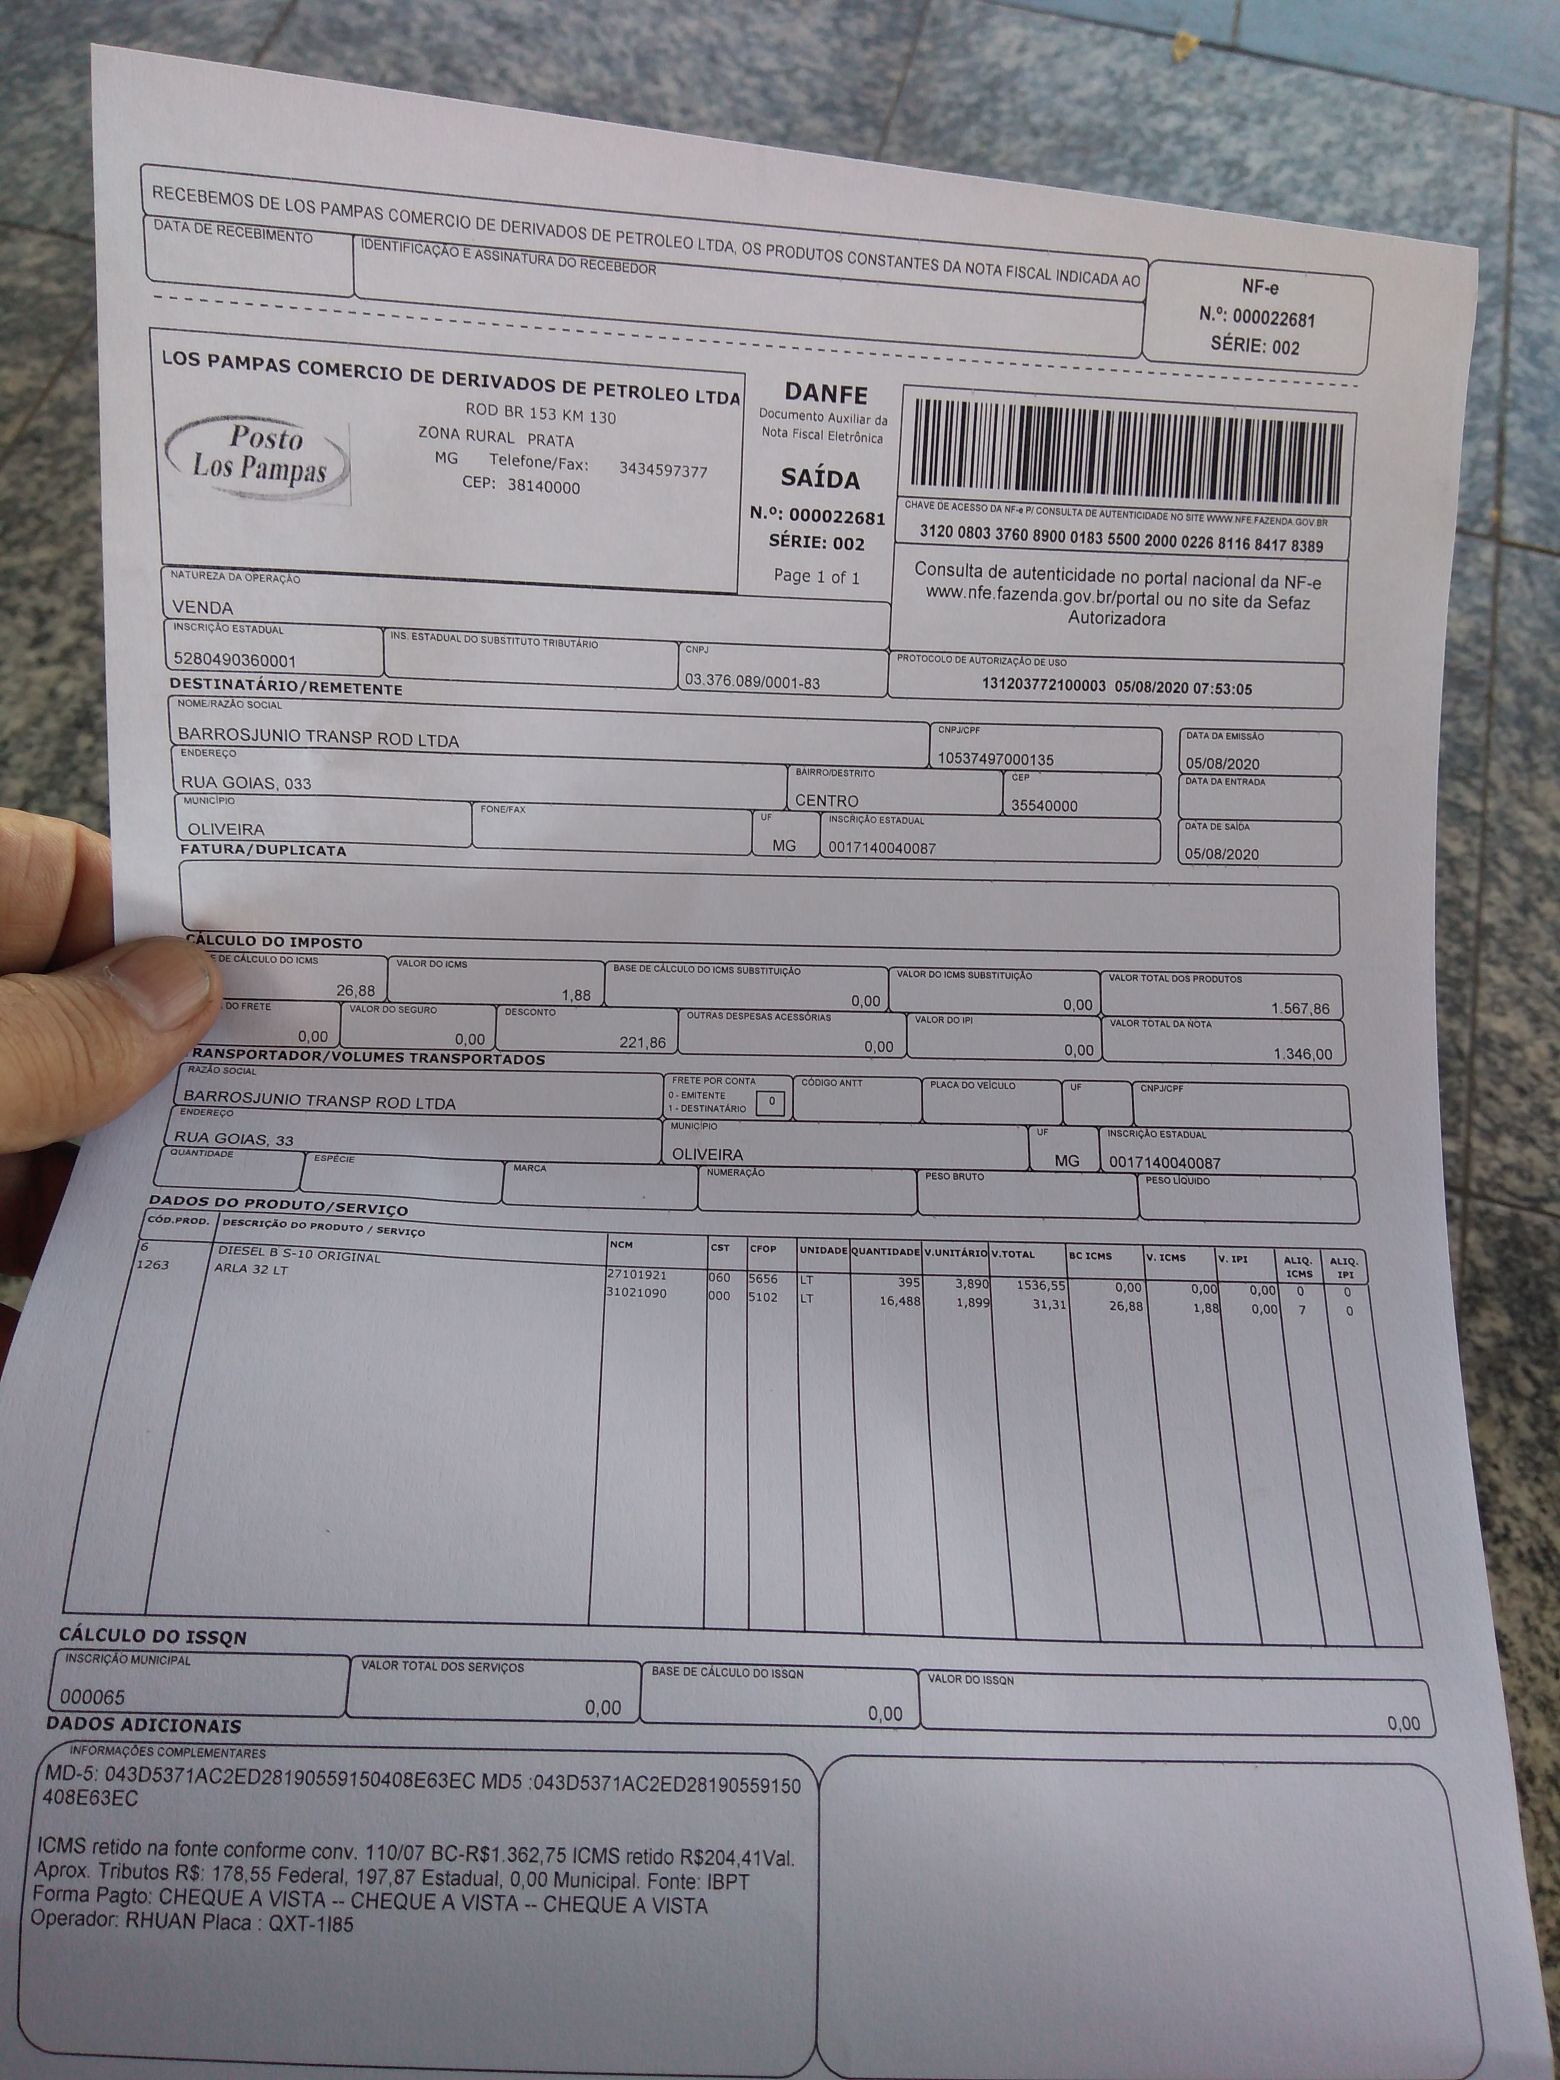 RECEBEMOS DE LOS PAMPAS COMERCIO DE DERIVADOS DE PETROLEO LTDA, OS PRODUTOS CONSTANTES DA NOTA FISCAL INDICADA AO
DATA DE RECEBIMENTO
IDENTIFICAÇÃO E ASSINATURA DO RECEBEDOR
NF-e
N.º: 000022681
SÉRIE: 002
LOS PAMPAS COMERCIO DE DERIVADOS DE PETROLEO LTDA
ROD BR 153 KM 130
ZONA RURAL PRATA
MG Telefone/Fax: 3434597377
CEP: 38140000
Posto
Los Pampas
DANFE
Documento Auxiliar da
Nota Fiscal Eletrônica
SAÍDA
N.º: 000022681
SÉRIE: 002
Page 1 of 1
CHAVE DE ACESSO DA NF-e P/ CONSULTA DE AUTENTICIDADE NO SITE WWW.NFE.FAZENDA.GOV.BR
3120 0803 3760 8900 0183 5500 2000 0226 8116 8417 8389
Consulta de autenticidade no portal nacional da NF-e
www.nfe.fazenda.gov.br/portal ou no site da Sefaz
Autorizadora
NATUREZA DA OPERAÇÃO
VENDA
INSCRIÇÃO ESTADUAL
5280490360001
INS. ESTADUAL DO SUBSTITUTO TRIBUTÁRIO
CNPJ
03.376.089/0001-83
PROTOCOLO DE AUTORIZAÇÃO DE USO
131203772100003 05/08/2020 07:53:05
DESTINATÁRIO/REMETENTE
NOME/RAZÃO SOCIAL
BARROSJUNIO TRANSP ROD LTDA
CNPJ/CPF
10537497000135
DATA DA EMISSÃO
05/08/2020
ENDEREÇO
RUA GOIAS, 033
BAIRRO/DESTRITO
CENTRO
CEP
35540000
DATA DA ENTRADA
MUNICÍPIO
OLIVEIRA
FONE/FAX
UF
MG
INSCRIÇÃO ESTADUAL
0017140040087
DATA DE SAÍDA
05/08/2020
FATURA/DUPLICATA
CÁLCULO DO IMPOSTO
DE CÁLCULO DO ICMS
26,88
VALOR DO ICMS
1,88
BASE DE CÁLCULO DO ICMS SUBSTITUIÇÃO
0,00
VALOR DO ICMS SUBSTITUIÇÃO
0,00
VALOR TOTAL DOS PRODUTOS
1.567,86
DO FRETE
0,00
VALOR DO SEGURO
0,00
DESCONTO
221,86
OUTRAS DESPESAS ACESSÓRIAS
0,00
VALOR DO IPI
0,00
VALOR TOTAL DA NOTA
1.346,00
TRANSPORTADOR/VOLUMES TRANSPORTADOS
RAZÃO SOCIAL
BARROSJUNIO TRANSP ROD LTDA
FRETE POR CONTA
0 - EMITENTE
1 - DESTINATÁRIO
0
CÓDIGO ANTT
PLACA DO VEÍCULO
UF
CNPJ/CPF
ENDEREÇO
RUA GOIAS, 33
MUNICÍPIO
OLIVEIRA
UF
MG
INSCRIÇÃO ESTADUAL
0017140040087
QUANTIDADE
ESPÉCIE
MARCA
NUMERAÇÃO
PESO BRUTO
PESO LÍQUIDO
DADOS DO PRODUTO/SERVIÇO
CÓD.PROD. DESCRIÇÃO DO PRODUTO / SERVIÇO NCM CST CFOP UNIDADE QUANTIDADE V.UNITÁRIO V.TOTAL BC ICMS V. ICMS V. IPI ALIQ. ICMS ALIQ. IPI
6 DIESEL B S-10 ORIGINAL 27101921 060 5656 LT 395 3,890 1536,55 0,00 0,00 0,00 0 0
1263 ARLA 32 LT 31021090 000 5102 LT 16,488 1,899 31,31 26,88 1,88 0,00 7 0
CÁLCULO DO ISSQN
INSCRIÇÃO MUNICIPAL
000065
VALOR TOTAL DOS SERVIÇOS
0,00
BASE DE CÁLCULO DO ISSQN
0,00
VALOR DO ISSQN
0,00
DADOS ADICIONAIS
INFORMAÇÕES COMPLEMENTARES
MD-5: 043D5371AC2ED28190559150408E63EC MD5 :043D5371AC2ED28190559150
408E63EC
ICMS retido na fonte conforme conv. 110/07 BC-R$1.362,75 ICMS retido R$204,41Val.
Aprox. Tributos R$: 178,55 Federal, 197,87 Estadual, 0,00 Municipal. Fonte: IBPT
Forma Pagto: CHEQUE A VISTA -- CHEQUE A VISTA -- CHEQUE A VISTA
Operador: RHUAN Placa : QXT-1I85